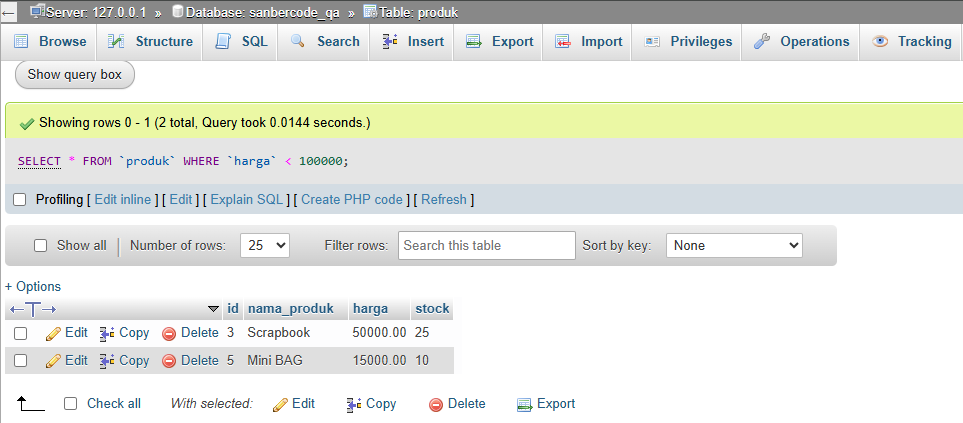 Server: 127.0.0.1 » Database: sanbercode_qa » Table: produk
Browse Structure SQL Search Insert Export Import Privileges Operations Tracking
Show query box
Showing rows 0 - 1 (2 total, Query took 0.0144 seconds.)
SELECT * FROM `produk` WHERE `harga` < 100000;
Profiling [ Edit inline ] [ Edit ] [ Explain SQL ] [ Create PHP code ] [ Refresh ]
Show all Number of rows: 25 Filter rows: Search this table Sort by key: None
+ Options
id nama_produk harga stock
Edit Copy Delete 3 Scrapbook 50000.00 25
Edit Copy Delete 5 Mini BAG 15000.00 10
Check all With selected: Edit Copy Delete Export